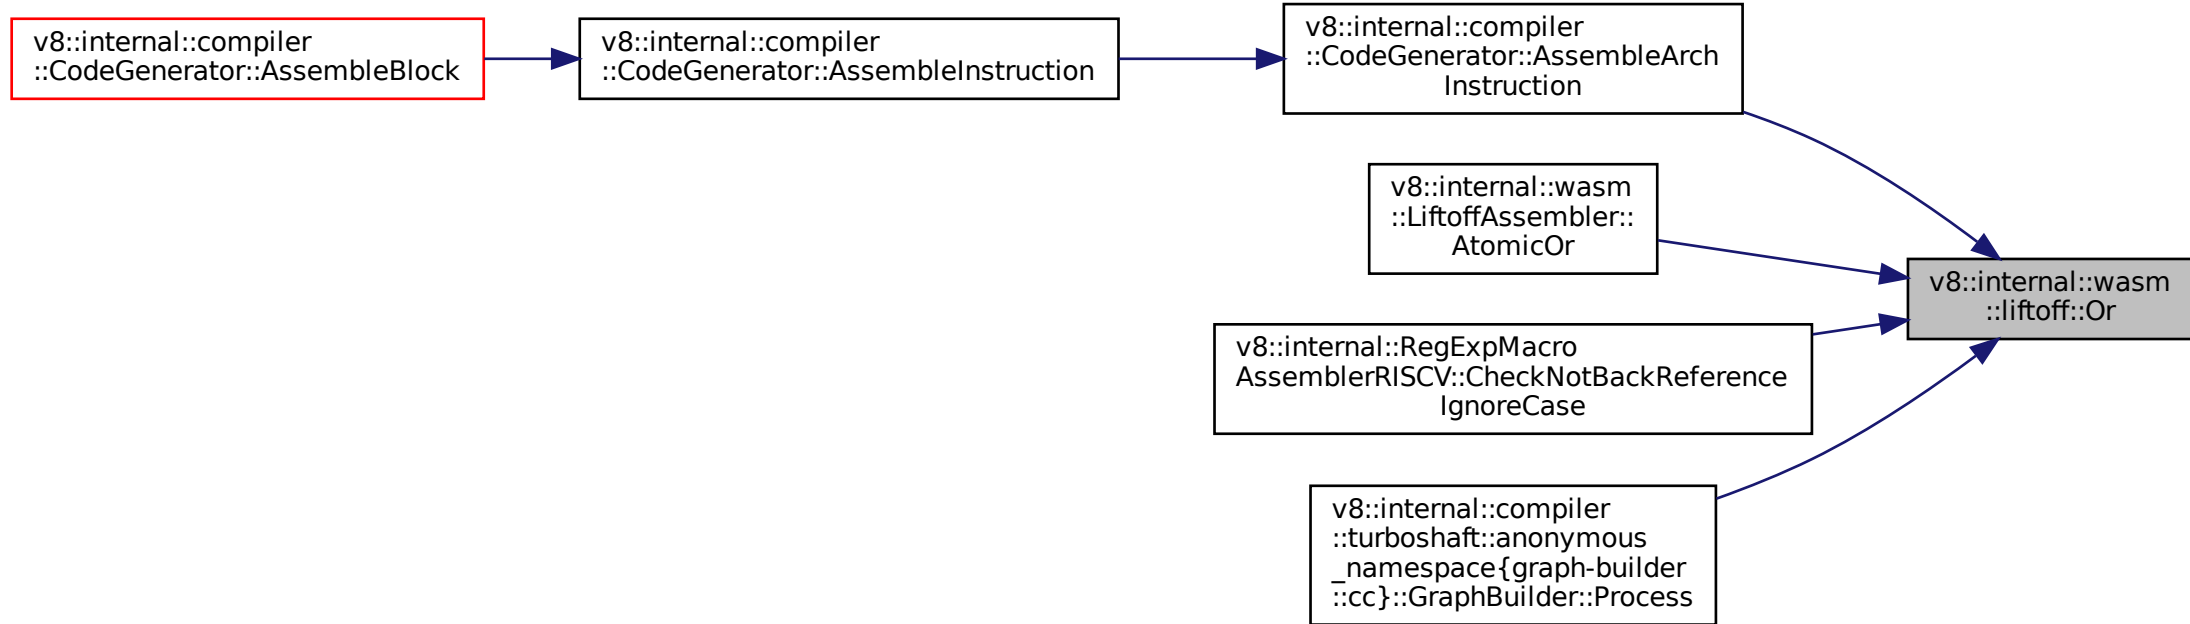 v8::internal::compiler
::CodeGenerator::AssembleBlock
v8::internal::compiler
::CodeGenerator::AssembleInstruction
v8::internal::compiler
::CodeGenerator::AssembleArch
Instruction
v8::internal::wasm
::LiftoffAssembler::
AtomicOr
v8::internal::RegExpMacro
AssemblerRISCV::CheckNotBackReference
IgnoreCase
v8::internal::compiler
::turboshaft::anonymous
_namespace{graph-builder
::cc}::GraphBuilder::Process
v8::internal::wasm
::liftoff::Or